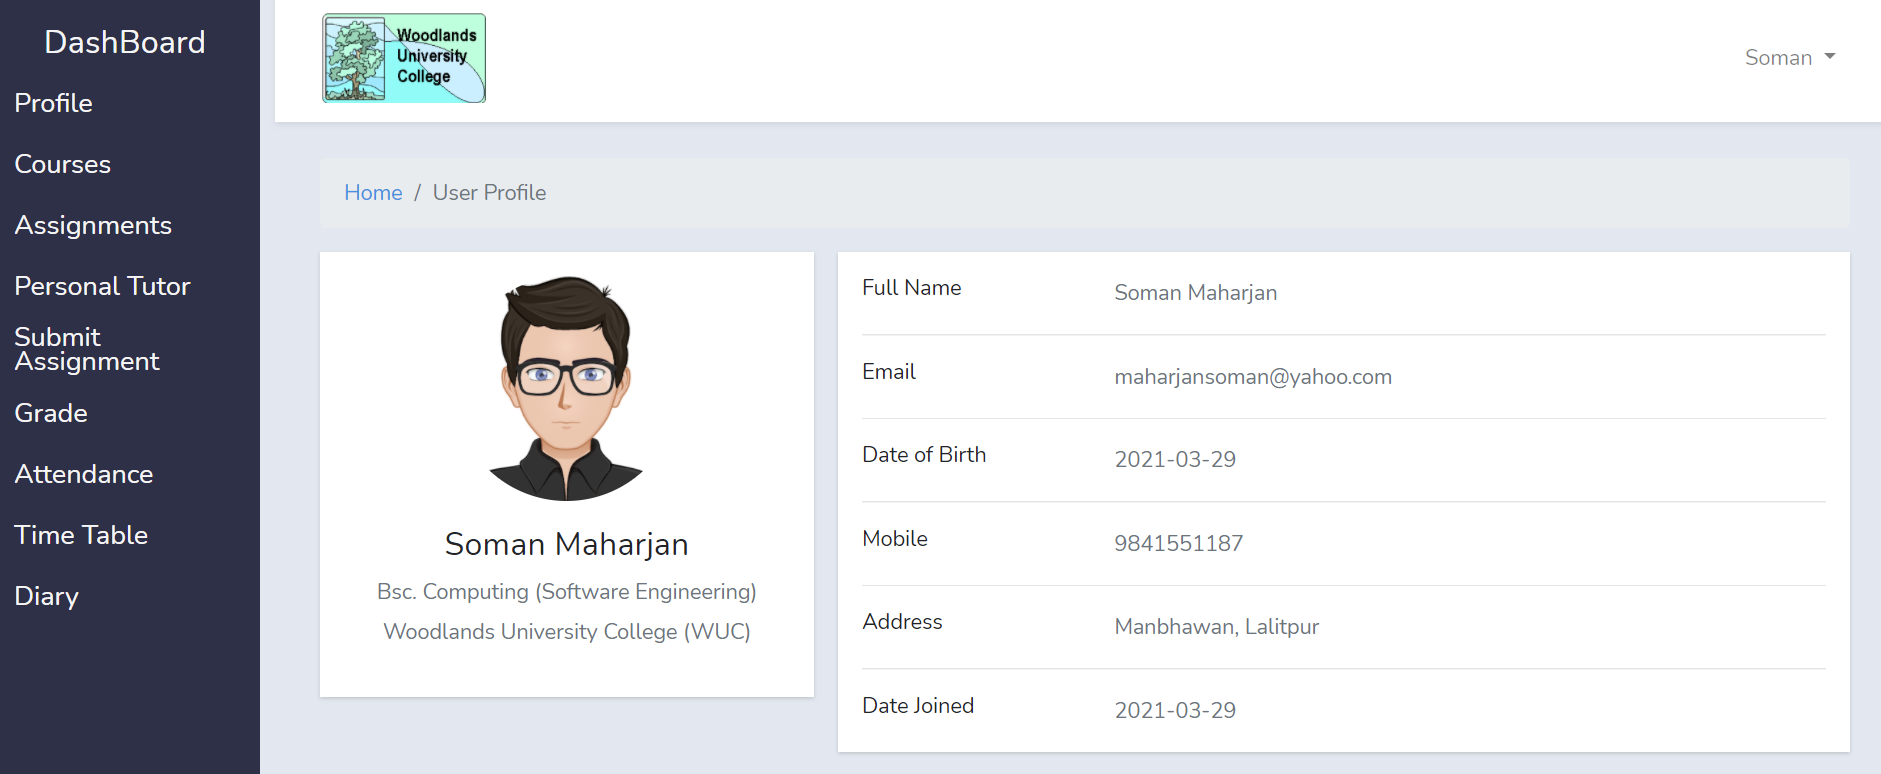 DashBoard
Profile
Courses
Assignments
Personal Tutor
Submit
Assignment
Grade
Attendance
Time Table
Diary
Woodlands
University
College
Soman
Home / User Profile
Soman Maharjan
Bsc. Computing (Software Engineering)
Woodlands University College (WUC)
Full Name Soman Maharjan
Email maharjansoman@yahoo.com
Date of Birth 2021-03-29
Mobile 9841551187
Address Manbhawan, Lalitpur
Date Joined 2021-03-29